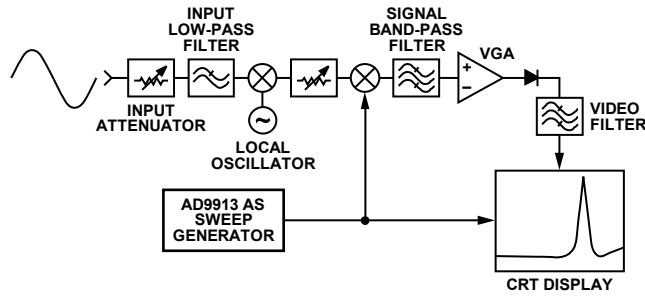 INPUT
LOW-PASS
FILTER
SIGNAL
BAND-PASS
FILTER
VGA
+
−
INPUT
ATTENUATOR
~
LOCAL
OSCILLATOR
VIDEO
FILTER
AD9913 AS
SWEEP
GENERATOR
CRT DISPLAY